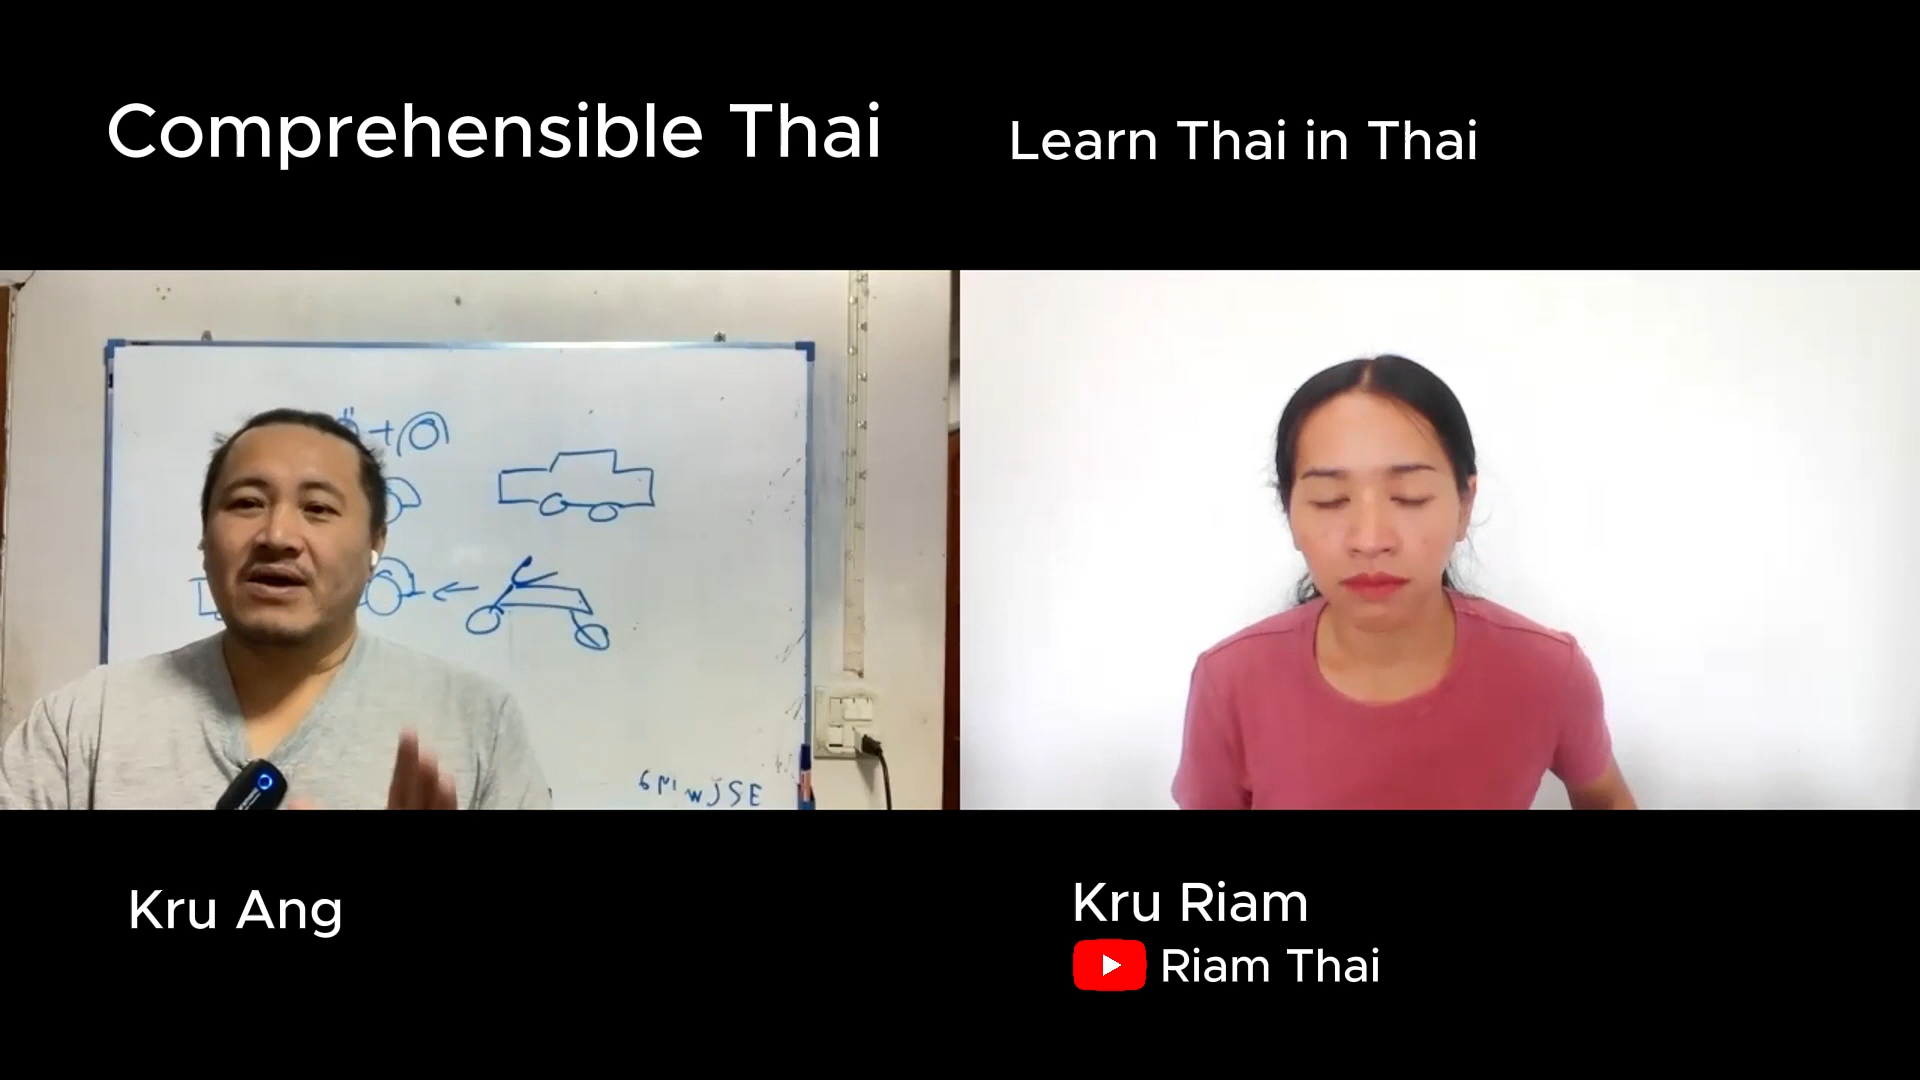 Comprehensible Thai
Learn Thai in Thai
Kru Ang
Kru Riam
Riam Thai